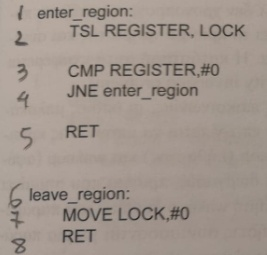 1 enter_region:
2 TSL REGISTER, LOCK
3 CMP REGISTER,#0
4 JNE enter_region
5 RET
6 leave_region:
7 MOVE LOCK,#0
8 RET